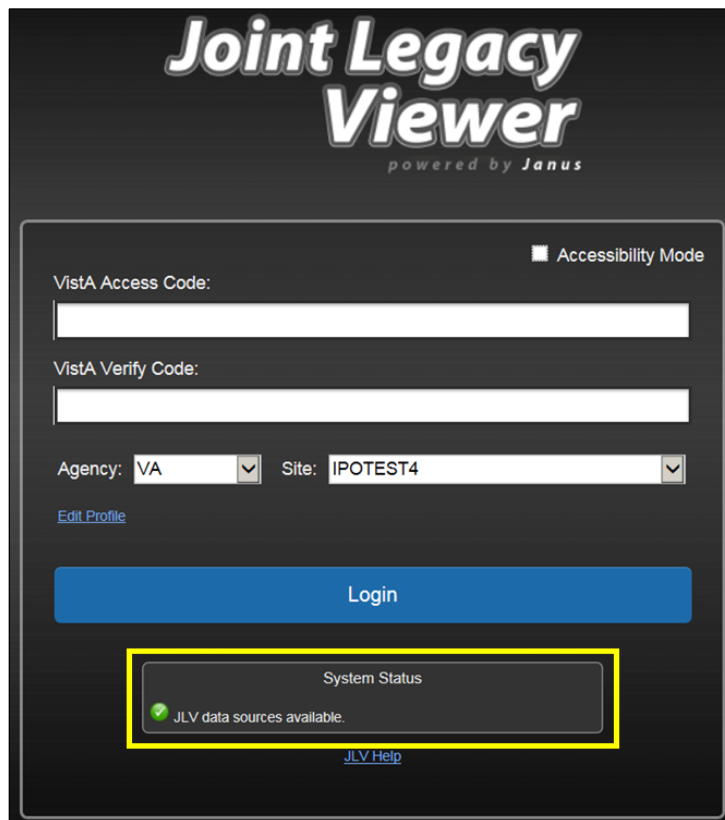 Joint Legacy
Viewer
powered by Janus
Accessibility Mode
VistA Access Code:
VistA Verify Code:
Agency: VA Site: IPOTEST4
Edit Profile
Login
System Status
JLV data sources available.
JLV Help